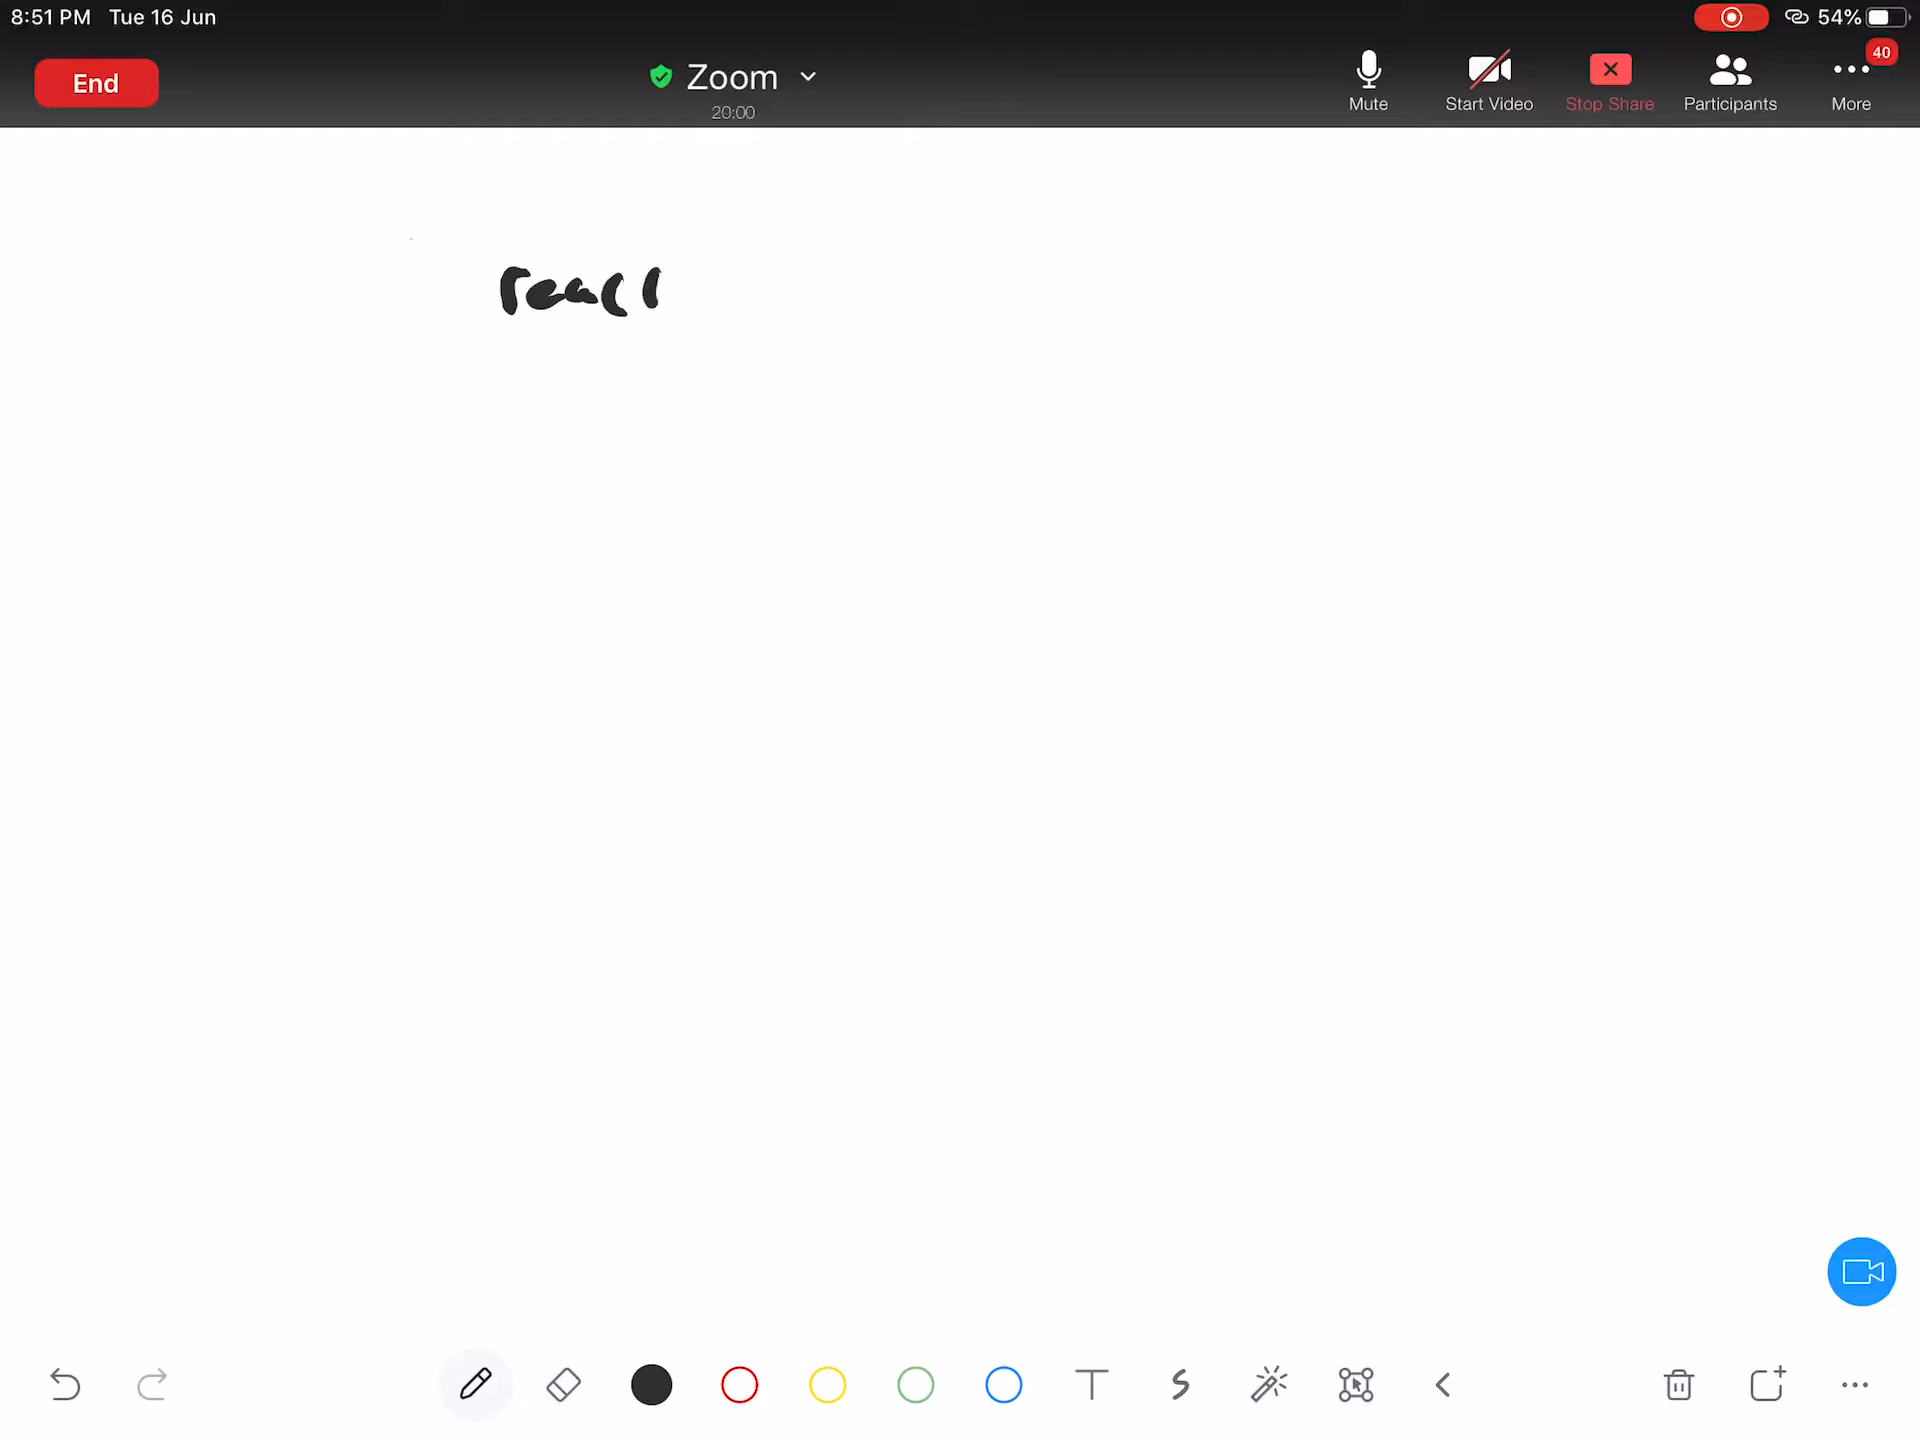 8:51 PM Tue 16 Jun
54%
End
Zoom
20:00
Mute
Start Video
Stop Share
Participants
More
40